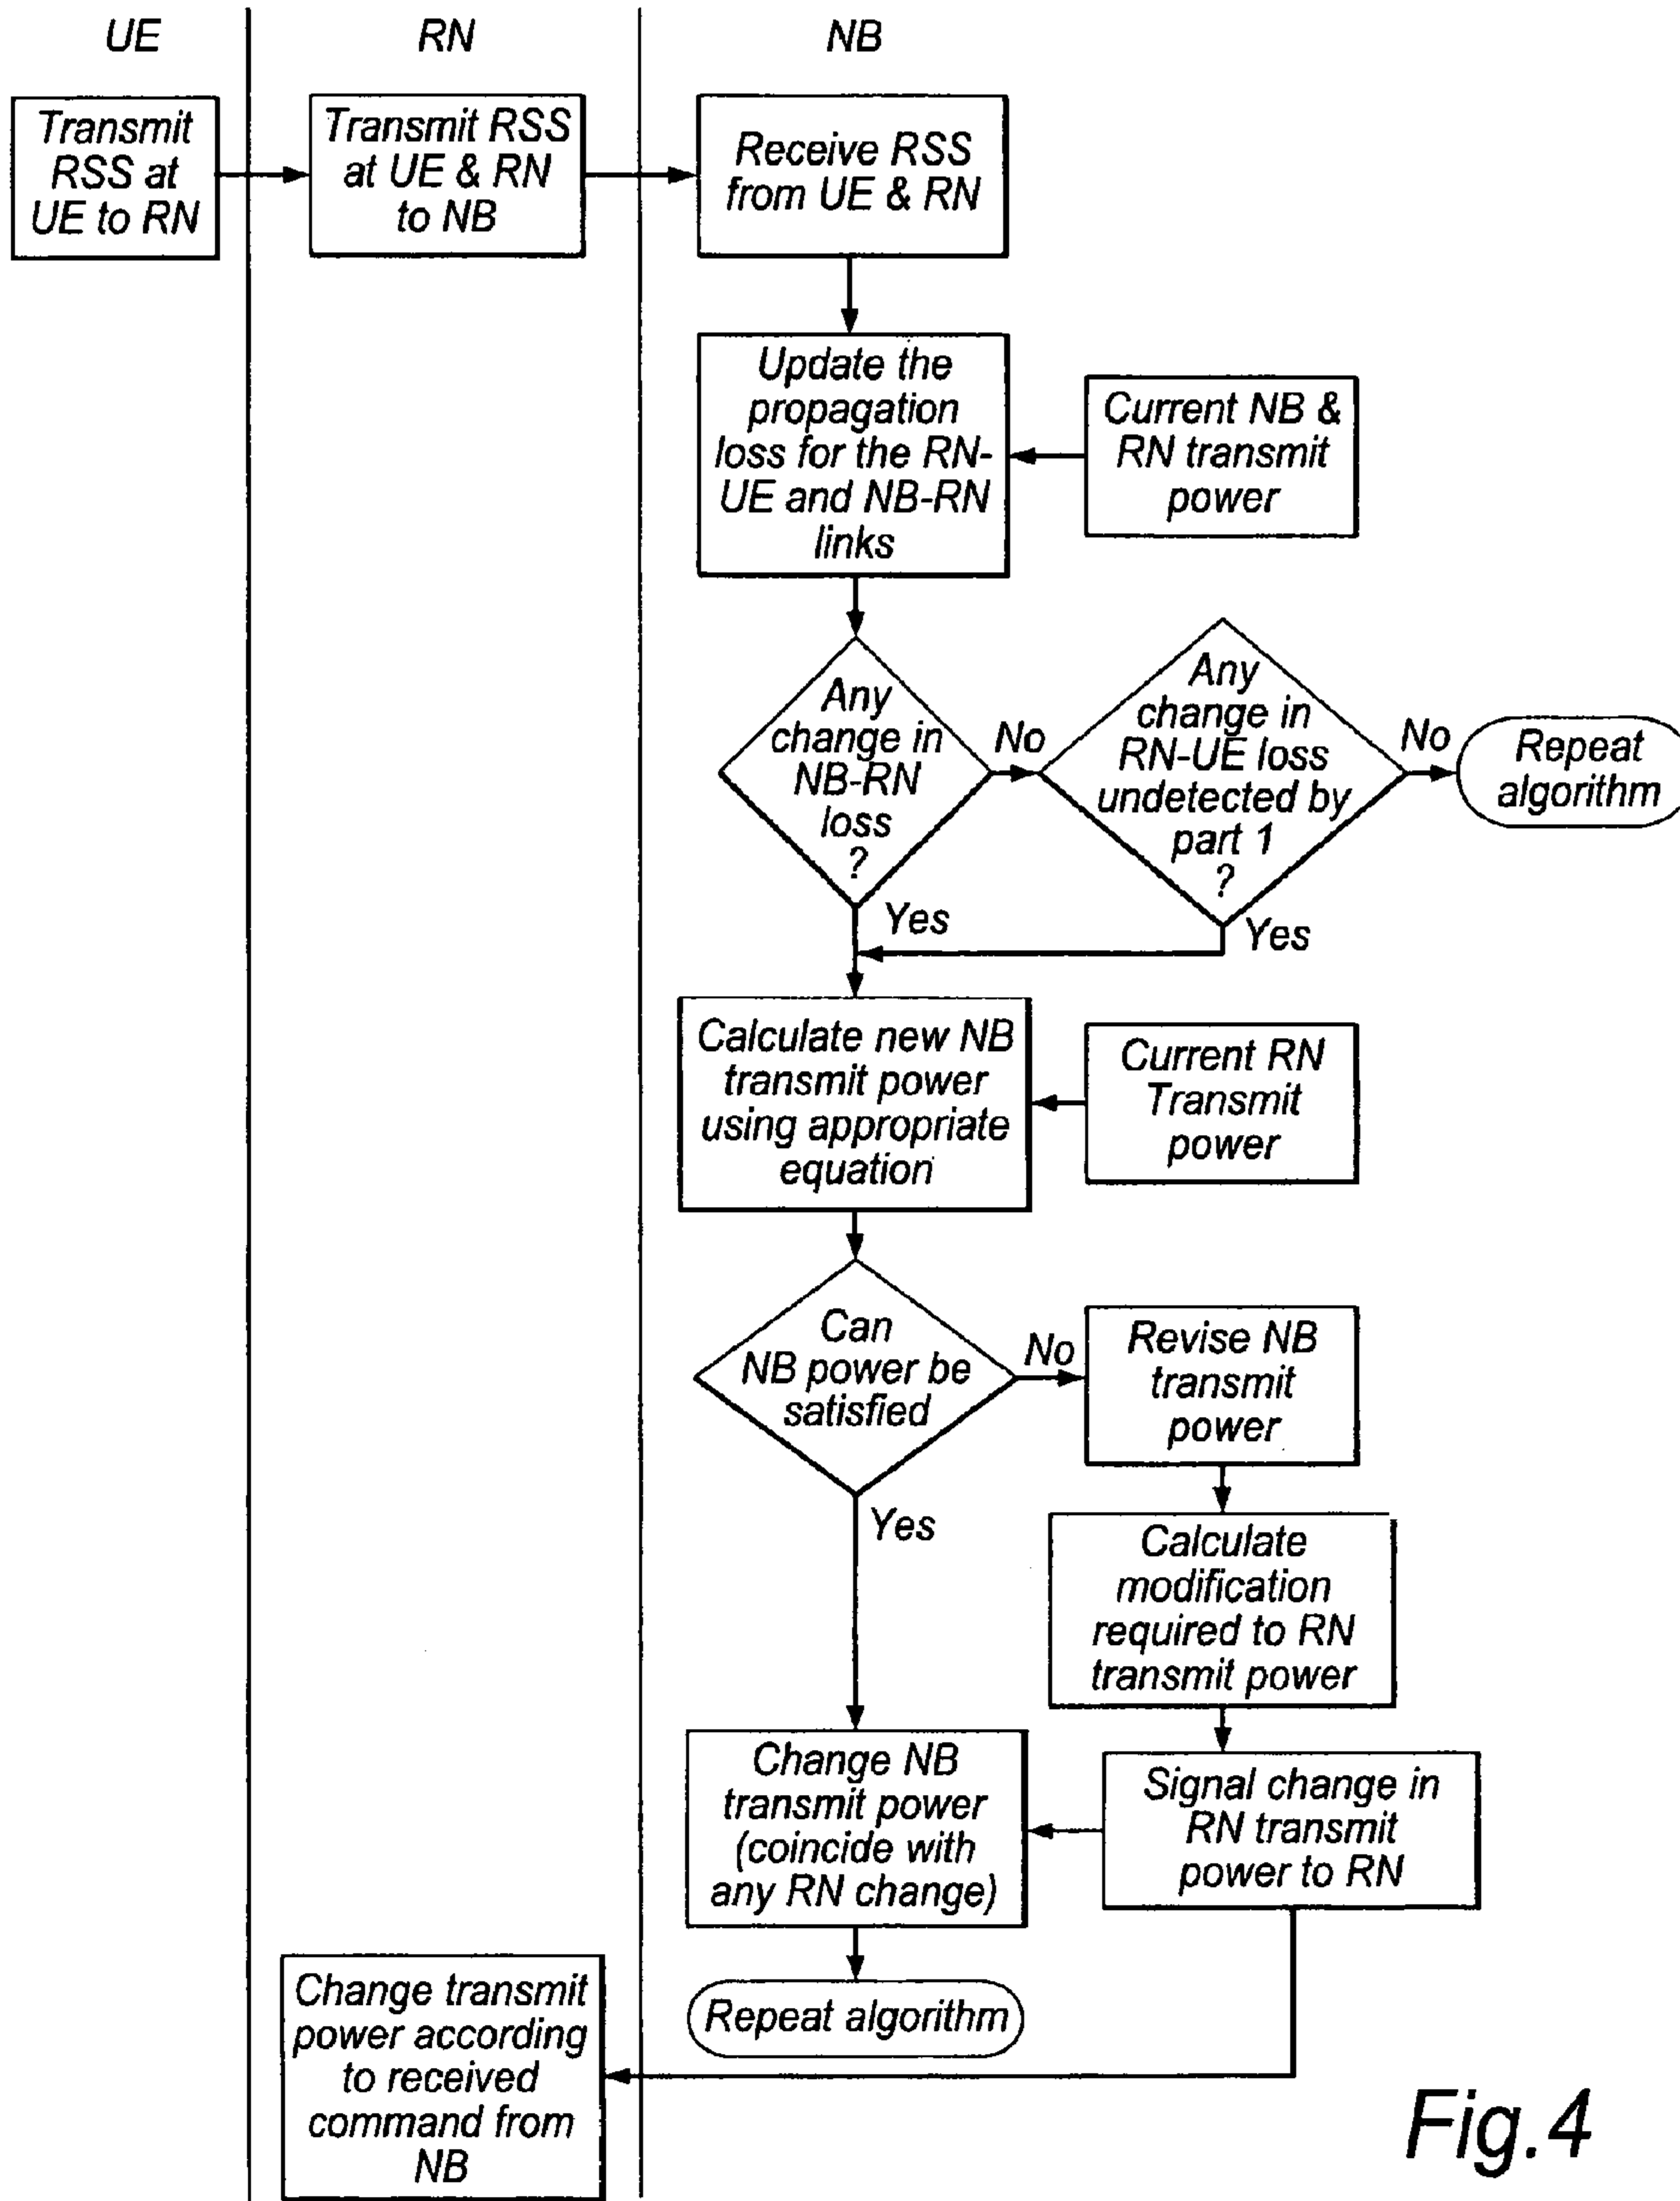 UE
RN
NB
Transmit
RSS at
UE to RN
Transmit RSS
at UE & RN
to NB
Receive RSS
from UE & RN
Update the
propagation
loss for the RN-
UE and NB-RN
links
Current NB &
RN transmit
power
Any
change in
NB-RN
loss
?
No
Any
change in
RN-UE loss
undetected by
part 1
?
No
Repeat
algorithm
Yes
Yes
Calculate new NB
transmit power
using appropriate
equation
Current RN
Transmit
power
Can
NB power be
satisfied
No
Revise NB
transmit
power
Yes
Calculate
modification
required to RN
transmit power
Change NB
transmit power
(coincide with
any RN change)
Signal change in
RN transmit
power to RN
Repeat algorithm
Change transmit
power according
to received
command from
NB
Fig.4